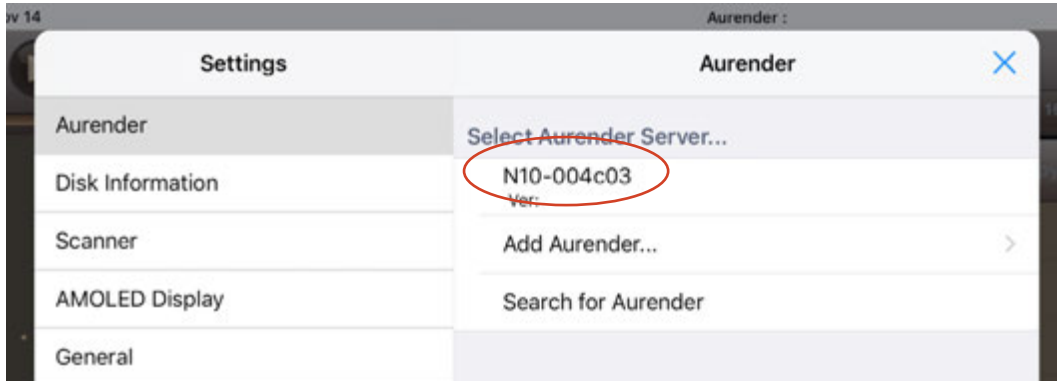 14
Aurender :
Settings
Aurender
Aurender
Disk Information
Scanner
AMOLED Display
General
Select Aurender Server...
N10-004c03
Ver:
Add Aurender...
Search for Aurender